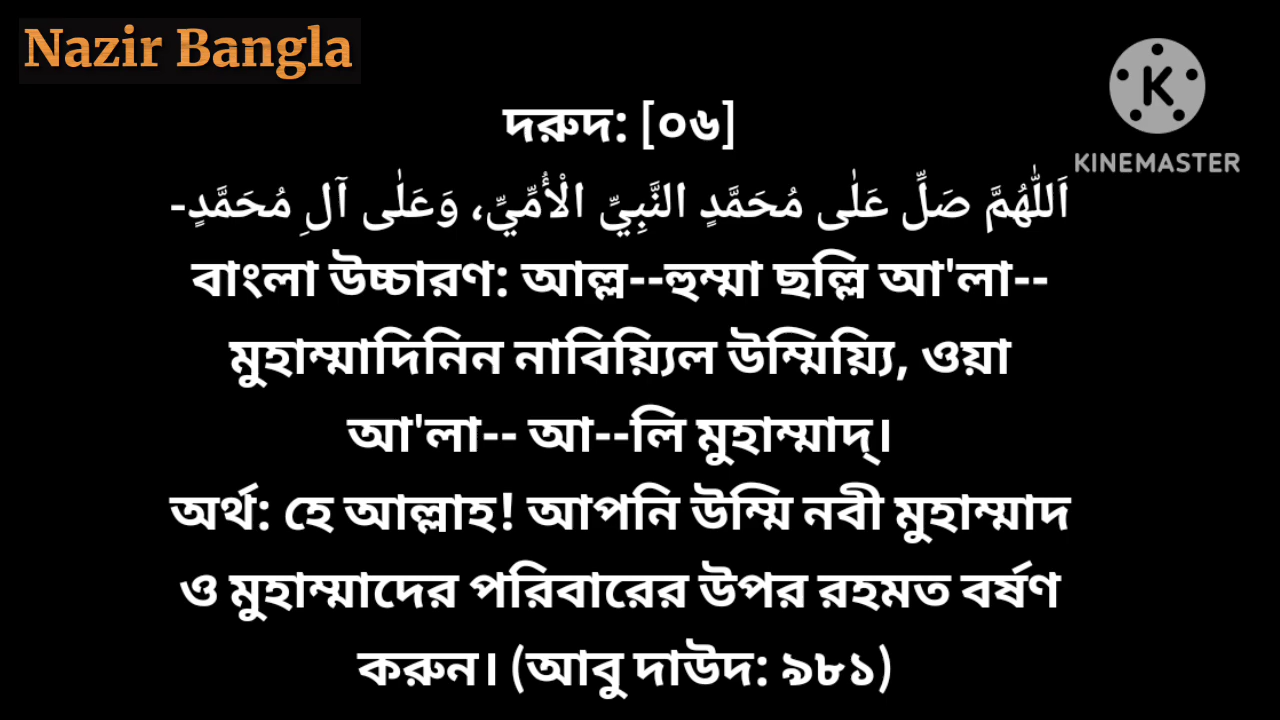 Nazir Bangla
KINEMASTER
দরুদ: [০৬]
اَللّٰهُمَّ صَلِّ عَلٰى مُحَمَّدٍ النَّبِيِّ الْأُمِّيِّ، وَعَلٰى آلِ مُحَمَّدٍ-
বাংলা উচ্চারণ: আল্ল--হুম্মা ছল্লি আ'লা--
মুহাম্মাদিনিন নাবিয়্যিল উম্মিয়্যি, ওয়া
আ'লা-- আ--লি মুহাম্মাদ্।
অর্থ: হে আল্লাহ! আপনি উম্মি নবী মুহাম্মাদ
ও মুহাম্মাদের পরিবারের উপর রহমত বর্ষণ
করুন। (আবু দাউদ: ৯৮১)